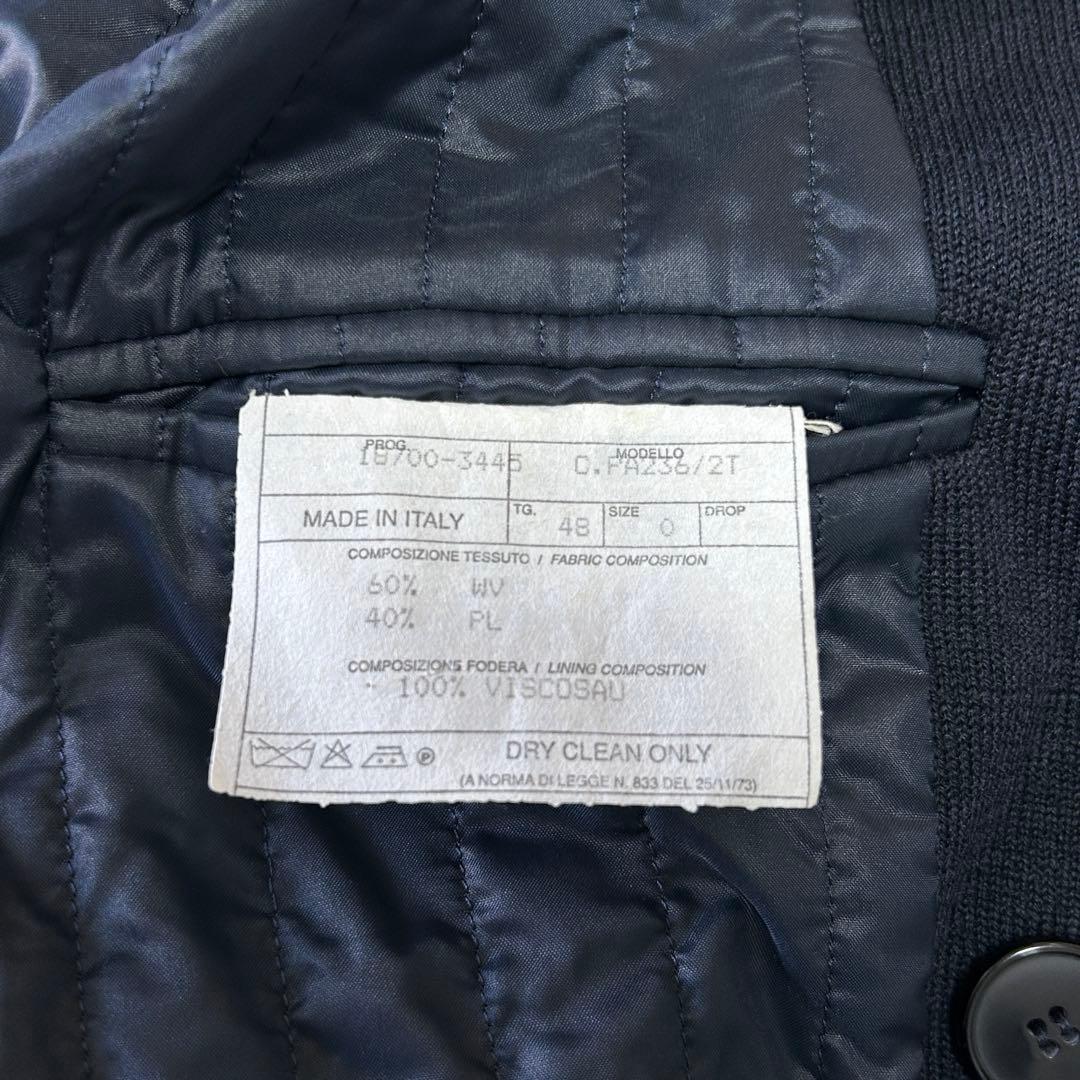 PROG. MODELLO
18700-3445 C.PA236/2T
MADE IN ITALY TG. 48 SIZE 0 DROP
COMPOSIZIONE TESSUTO / FABRIC COMPOSITION
60% WV
40% PL
COMPOSIZIONE FODERA / LINING COMPOSITION
- 100% VISCOSAU
P DRY CLEAN ONLY
(A NORMA DI LEGGE N. 833 DEL 25/11/73)